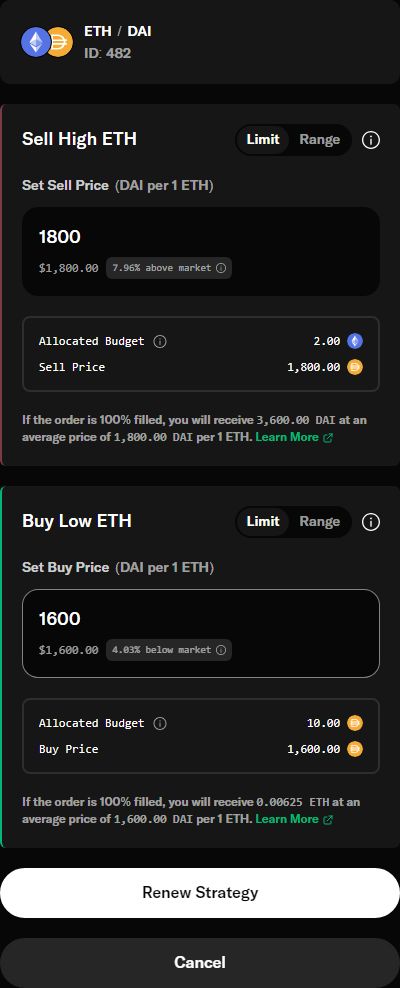 ETH / DAI
ID: 482
Sell High ETH
Limit Range
Set Sell Price (DAI per 1 ETH)
1800
$1,800.00 7.96% above market
Allocated Budget 2.00
Sell Price 1,800.00
If the order is 100% filled, you will receive 3,600.00 DAI at an
average price of 1,800.00 DAI per 1 ETH. Learn More
Buy Low ETH
Limit Range
Set Buy Price (DAI per 1 ETH)
1600
$1,600.00 4.03% below market
Allocated Budget 10.00
Buy Price 1,600.00
If the order is 100% filled, you will receive 0.00625 ETH at an
average price of 1,600.00 DAI per 1 ETH. Learn More
Renew Strategy
Cancel